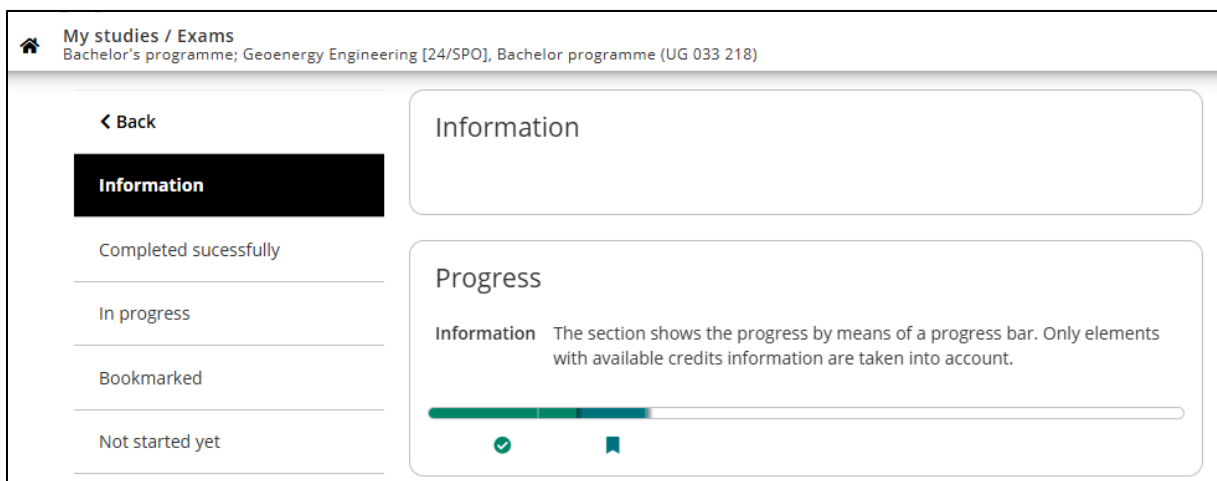 My studies / Exams
Bachelor's programme; Geoenergy Engineering [24/SPO], Bachelor programme (UG 033 218)
Back
Information
Completed sucessfully
In progress
Bookmarked
Not started yet
Information
Progress
Information The section shows the progress by means of a progress bar. Only elements
with available credits information are taken into account.